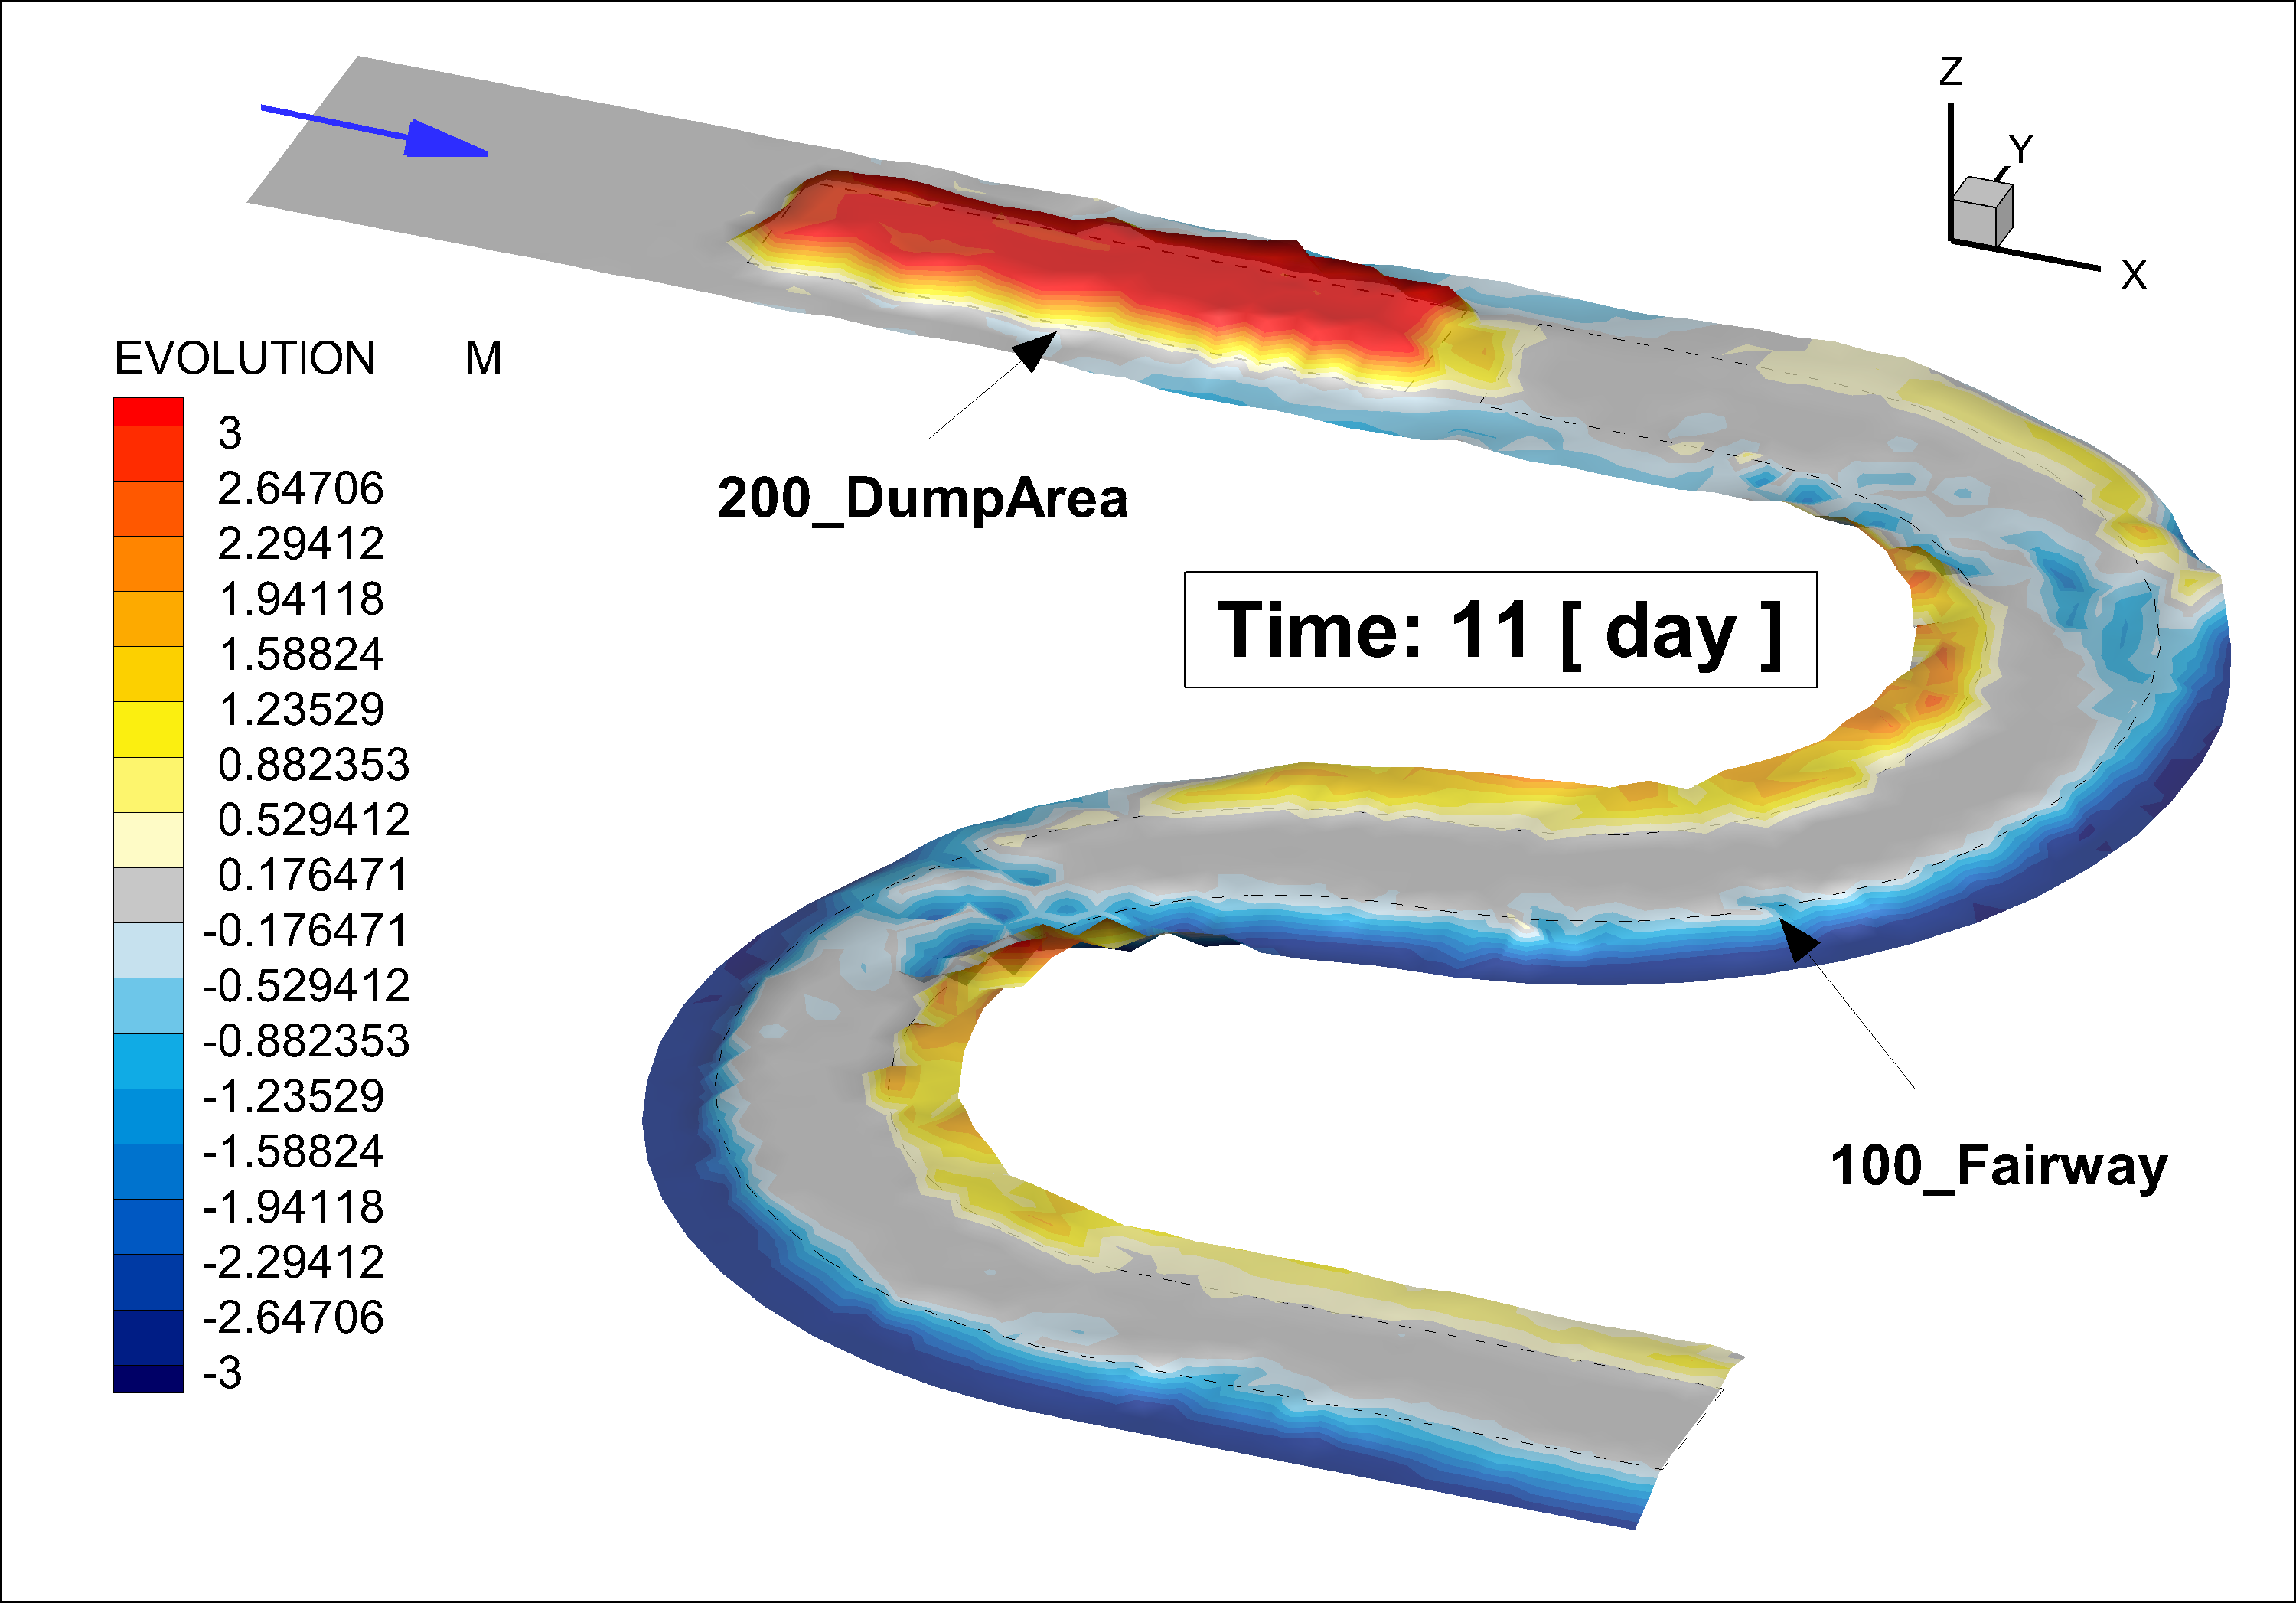 Z
Y
X
EVOLUTION M
3
2.64706
2.29412
1.94118
1.58824
1.23529
0.882353
0.529412
0.176471
-0.176471
-0.529412
-0.882353
-1.23529
-1.58824
-1.94118
-2.29412
-2.64706
-3
200_DumpArea
Time: 11 [ day ]
100_Fairway